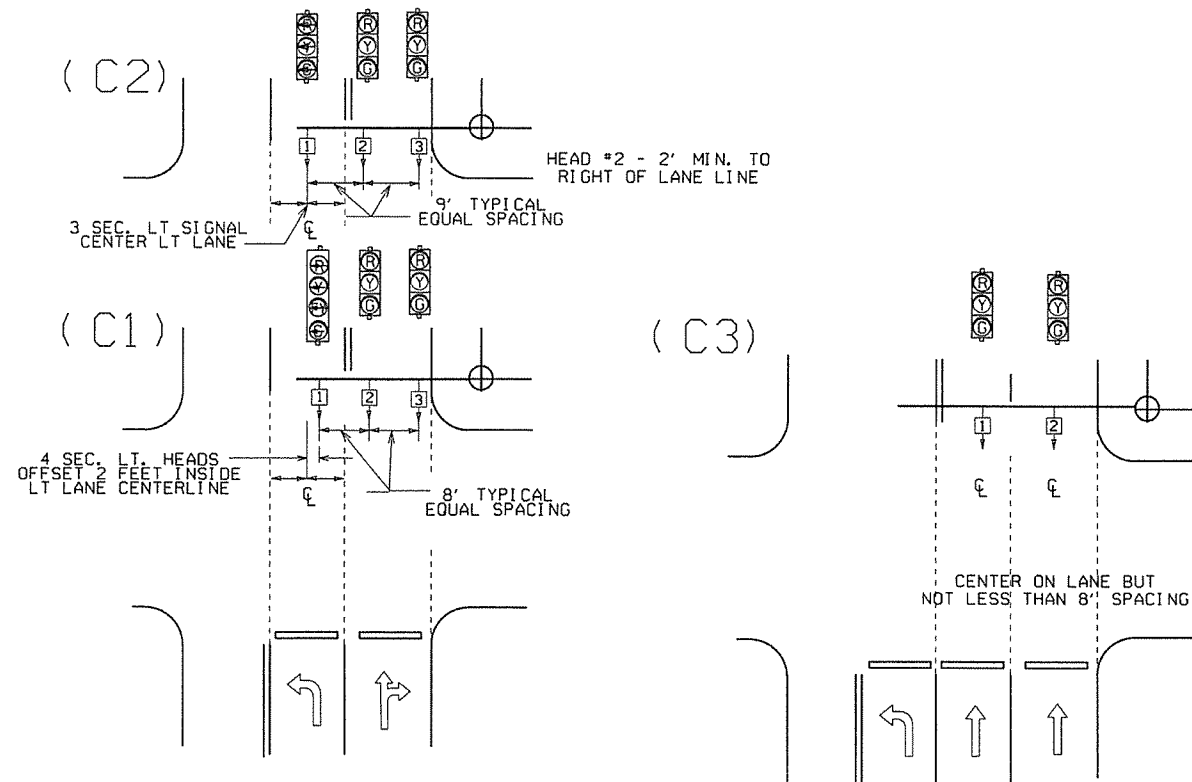 R R R
Y Y Y
G G G
(C2)
1 2 3
HEAD #2 - 2' MIN. TO
RIGHT OF LANE LINE
9' TYPICAL
EQUAL SPACING
3 SEC. LT SIGNAL
CENTER LT LANE
℄
R R R
Y Y Y
G G
G
(C1)
1 2 3
4 SEC. LT. HEADS
OFFSET 2 FEET INSIDE
LT LANE CENTERLINE
℄
8' TYPICAL
EQUAL SPACING
R R
Y Y
G G
(C3)
1 2
℄ ℄
CENTER ON LANE BUT
NOT LESS THAN 8' SPACING